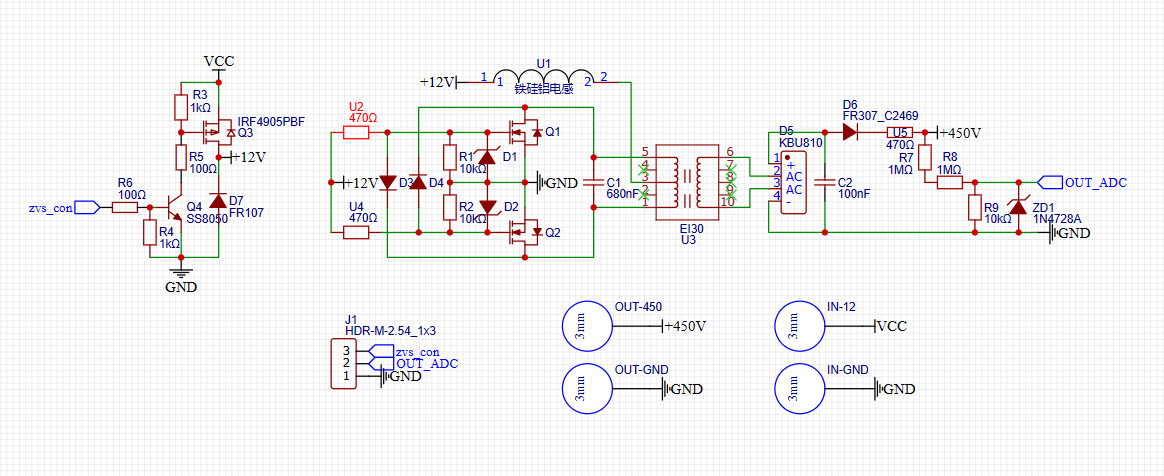 VCC
R3
1kΩ
IRF4905PBF
Q3
+12V
R5
100Ω
R6
100Ω
zvs_con
Q4
SS8050
D7
FR107
R4
1kΩ
GND
U1
+12V
1
1
2
2
铁硅铝电感
U2
470Ω
+12V
D3
D4
U4
470Ω
R1
10kΩ
D1
R2
10kΩ
D2
Q1
GND
Q2
C1
680nF
5
4
3
2
1
6
7
8
9
10
EI30
U3
D5
KBU810
1
2
3
4
+
AC
AC
-
C2
100nF
D6
FR307_C2469
U5
470Ω
+450V
R7
1MΩ
R8
1MΩ
R9
10kΩ
ZD1
1N4728A
OUT_ADC
GND
J1
HDR-M-2.54_1x3
3
2
1
zvs_con
OUT_ADC
GND
OUT-450
3mm
+450V
OUT-GND
3mm
GND
IN-12
3mm
VCC
IN-GND
3mm
GND